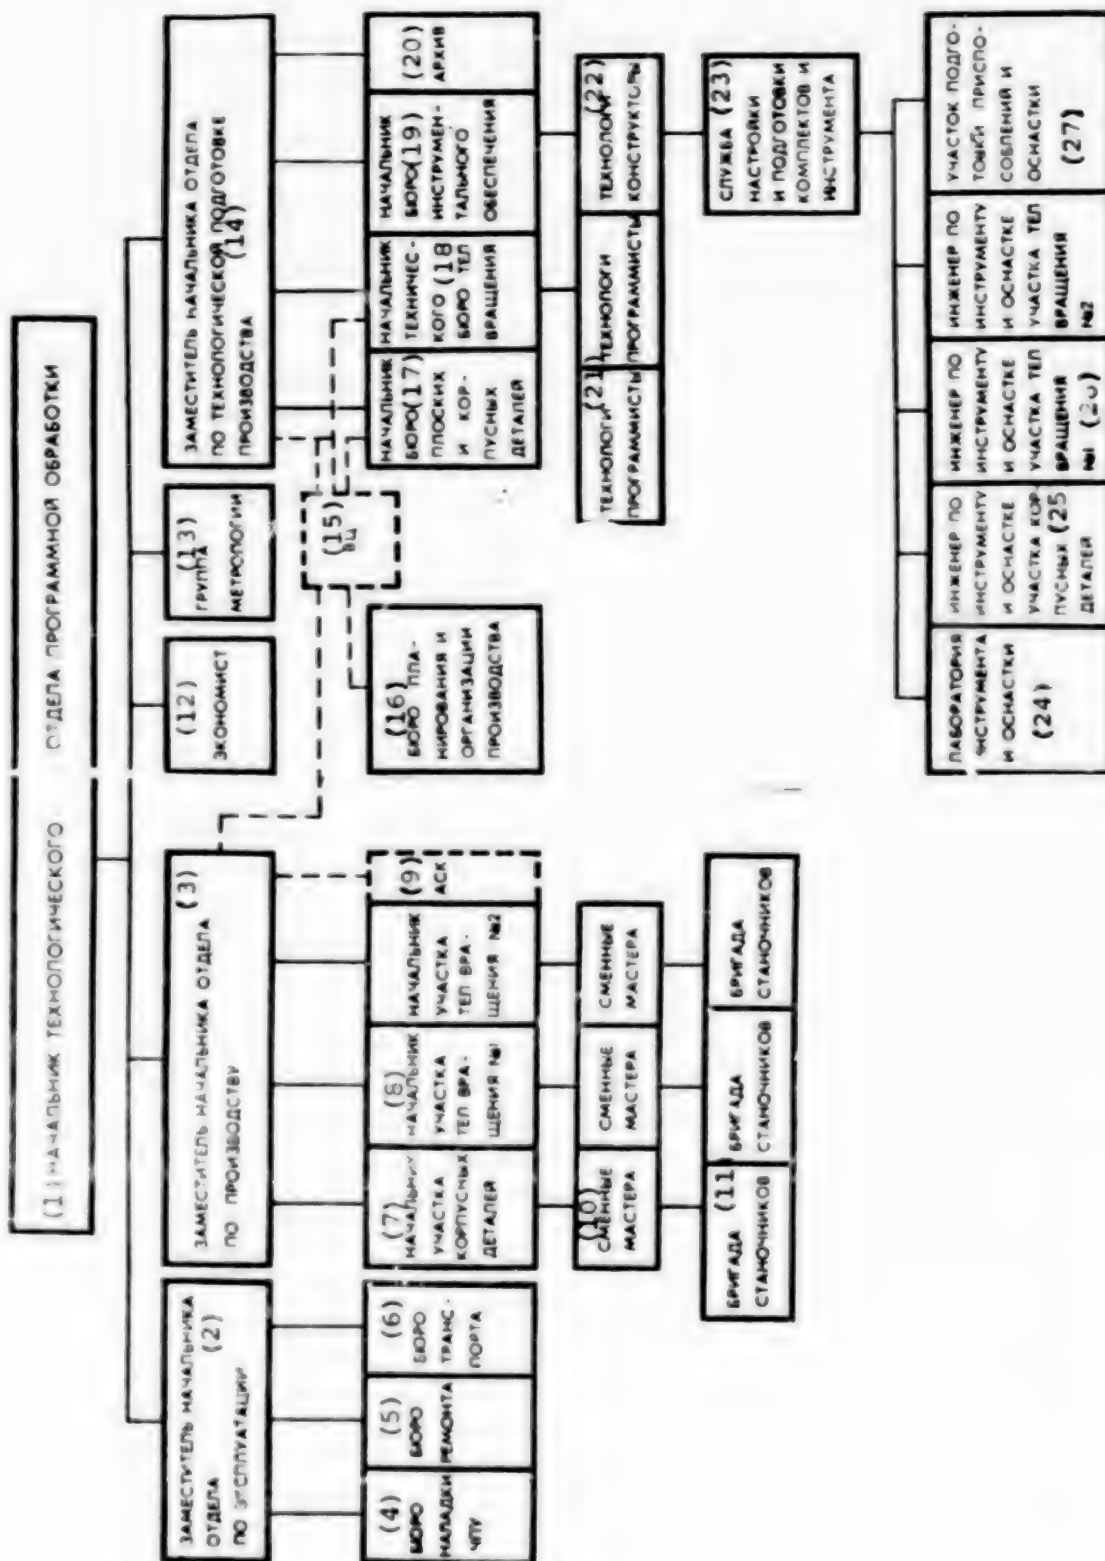 (1) НАЧАЛЬНИК ТЕХНОЛОГИЧЕСКОГО ОТДЕЛА ПРОГРАММНОЙ ОБРАБОТКИ
ЗАМЕСТИТЕЛЬ НАЧАЛЬНИКА
ОТДЕЛА (2)
ПО ЭКСПЛУАТАЦИИ
(3)
ЗАМЕСТИТЕЛЬ НАЧАЛЬНИКА ОТДЕЛА
ПО ПРОИЗВОДСТВУ
(12)
ЭКОНОМИСТ
(13)
ГРУППА
МЕТРОЛОГИИ
ЗАМЕСТИТЕЛЬ НАЧАЛЬНИКА ОТДЕЛА
ПО ТЕХНОЛОГИЧЕСКОЙ ПОДГОТОВКЕ
(14)
ПРОИЗВОДСТВА
(15)
ВЦ
(4)
БЮРО
НАЛАДКИ
ЧПУ
(5)
БЮРО
РЕМОНТА
(6)
БЮРО
ТРАНС-
ПОРТА
(7)
НАЧАЛЬНИК
УЧАСТКА
КОРПУСНЫХ
ДЕТАЛЕЙ
(8)
НАЧАЛЬНИК
УЧАСТКА
ТЕЛ ВРА-
ЩЕНИЯ №1
НАЧАЛЬНИК
УЧАСТКА
ТЕЛ ВРА-
ЩЕНИЯ №2
(9)
АСК
(16)
БЮРО ПЛА-
НИРОВАНИЯ И
ОРГАНИЗАЦИИ
ПРОИЗВОДСТВА
НАЧАЛЬНИК
БЮРО(17)
ПЛОСКИХ
И КОР-
ПУСНЫХ
ДЕТАЛЕЙ
НАЧАЛЬНИК
ТЕХНИЧЕС-
КОГО (18
БЮРО ТЕЛ
ВРАЩЕНИЯ
НАЧАЛЬНИК
БЮРО(19)
ИНСТРУМЕН-
ТАЛЬНОГО
ОБЕСПЕЧЕНИЯ
(20)
АРХИВ
(10)
СМЕННЫЕ
МАСТЕРА
СМЕННЫЕ
МАСТЕРА
СМЕННЫЕ
МАСТЕРА
ТЕХНОЛОГИ(21)
ПРОГРАММИСТЫ
ТЕХНОЛОГИ
ПРОГРАММИСТЫ
ТЕХНОЛОГИ(22)
КОНСТРУКТОРЫ
БРИГАДА (11)
СТАНОЧНИКОВ
БРИГАДА
СТАНОЧНИКОВ
БРИГАДА
СТАНОЧНИКОВ
СЛУЖБА (23)
НАСТРОЙКИ
И ПОДГОТОВКИ
КОМПЛЕКТОВ И
ИНСТРУМЕНТА
ЛАБОРАТОРИЯ
ИНСТРУМЕНТА
И ОСНАСТКИ
(24)
ИНЖЕНЕР ПО
ИНСТРУМЕНТУ
И ОСНАСТКЕ
УЧАСТКА КОР-
ПУСНЫХ (25
ДЕТАЛЕЙ
ИНЖЕНЕР ПО
ИНСТРУМЕНТУ
И ОСНАСТКЕ
УЧАСТКА ТЕЛ
ВРАЩЕНИЯ
№1
ИНЖЕНЕР ПО
ИНСТРУМЕНТУ
И ОСНАСТКЕ
УЧАСТКА ТЕЛ
ВРАЩЕНИЯ
№2
УЧАСТОК ПОДГО-
ТОВКИ ПРИСПО-
СОБЛЕНИЙ И
ОСНАСТКИ
(27)